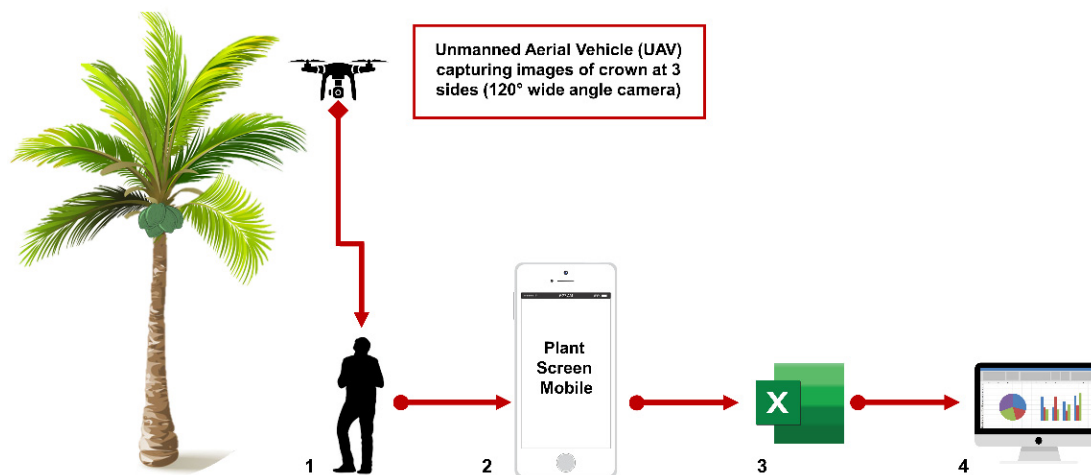 Unmanned Aerial Vehicle (UAV)
capturing images of crown at 3
sides (120° wide angle camera)
Plant
Screen
Mobile
X
1
2
3
4